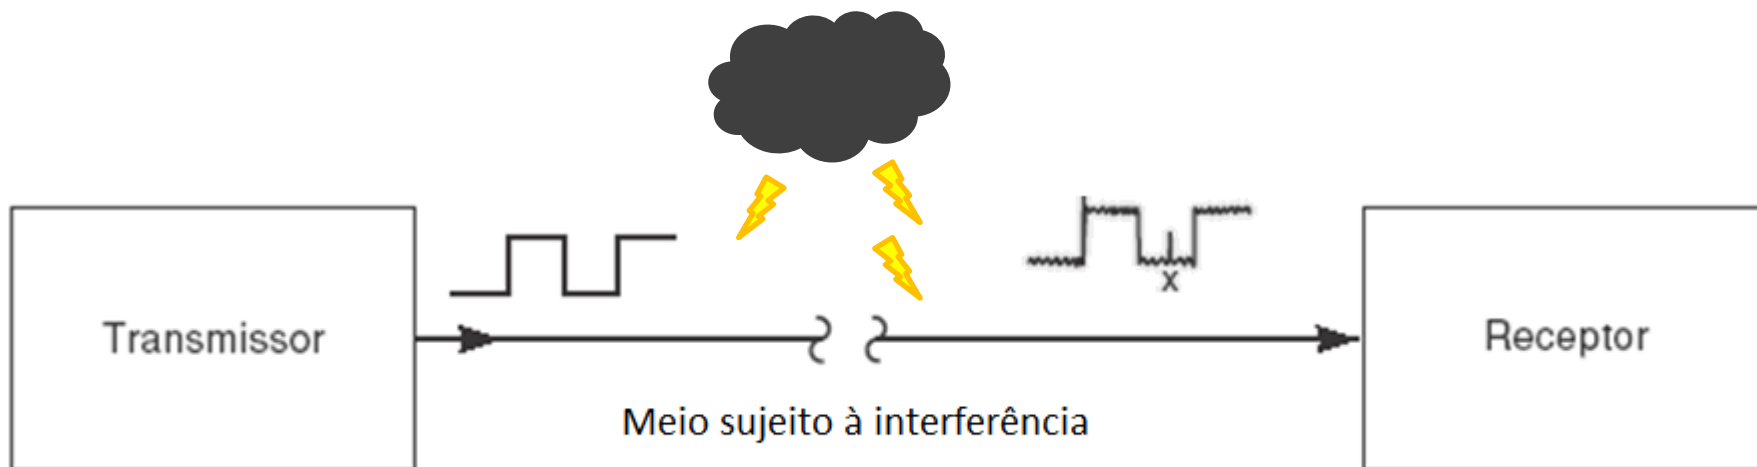 Transmissor
x
Receptor
Meio sujeito à interferência